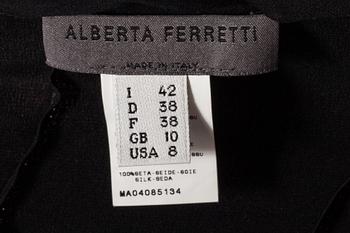 ALBERTA FERRETTI
MADE IN ITALY
I 42
D 38
F 38
GB 10
USA 8
100%SETA-SEIDE-SOIE
SILK-SEDA
MA04085134